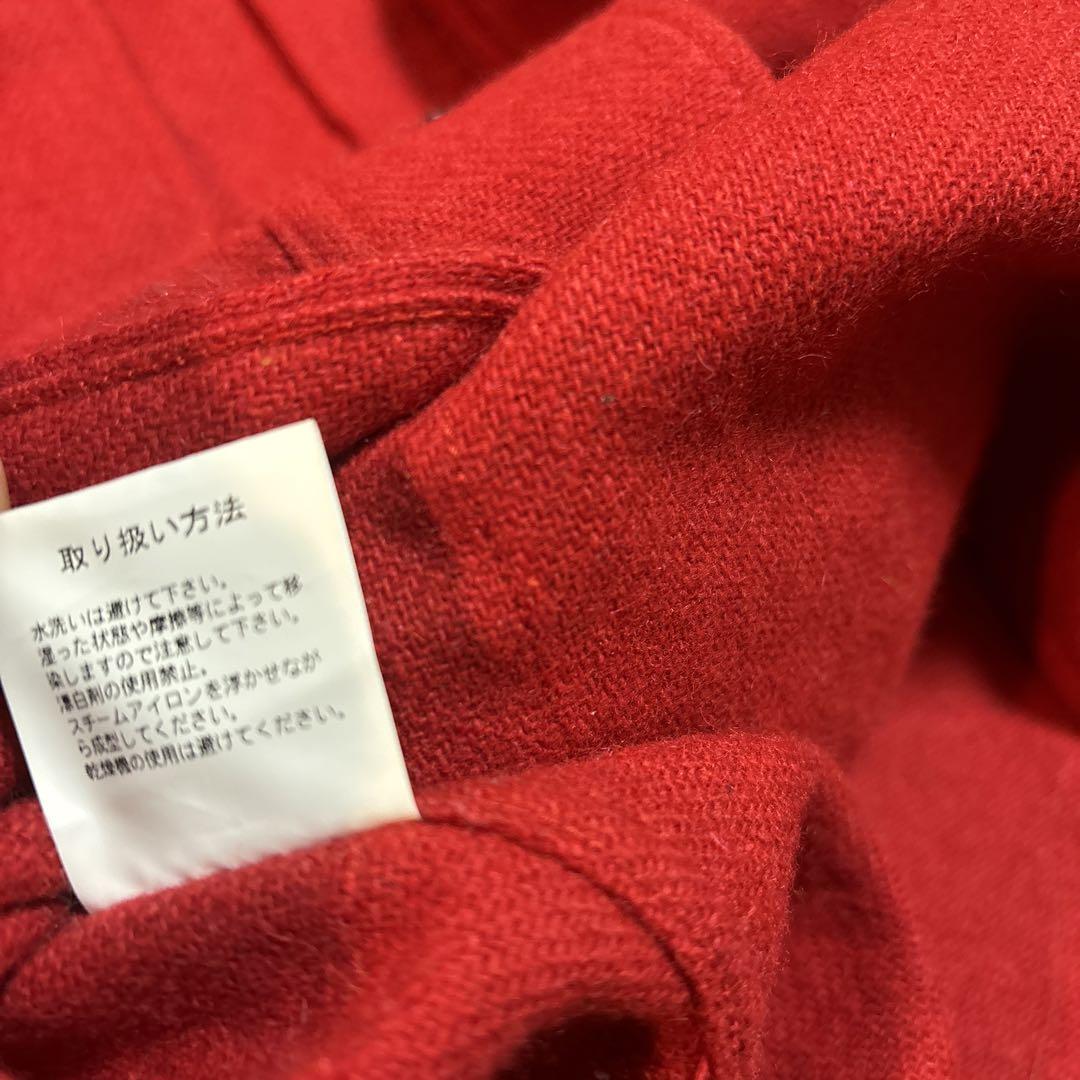 取り扱い方法
水洗いは避けて下さい。
湿った状態や摩擦等によって移
染しますので注意して下さい。
漂白剤の使用禁止。
スチームアイロンを浮かせなが
ら成型してください。
乾燥機の使用は避けてください。